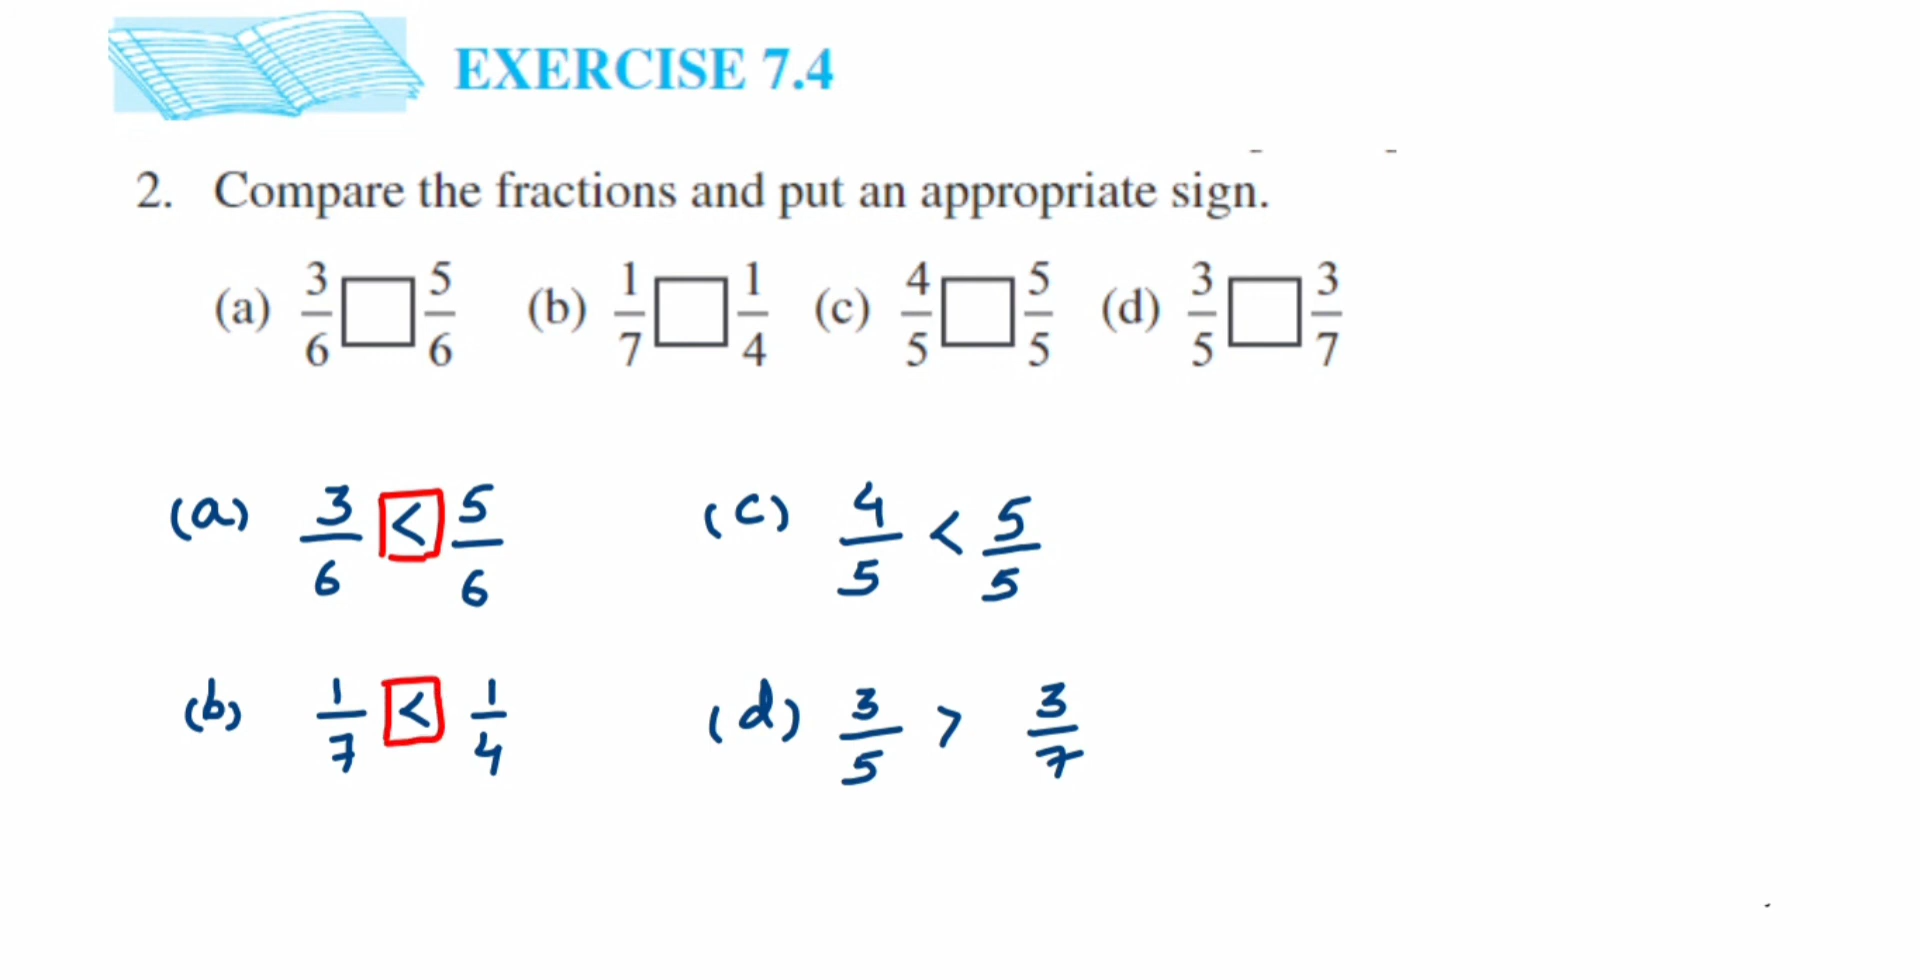 EXERCISE 7.4
2. Compare the fractions and put an appropriate sign.
(a) 3/6 □ 5/6 (b) 1/7 □ 1/4 (c) 4/5 □ 5/5 (d) 3/5 □ 3/7
(a) 3/6 < 5/6 (c) 4/5 < 5/5
(b) 1/7 < 1/4 (d) 3/5 > 3/7